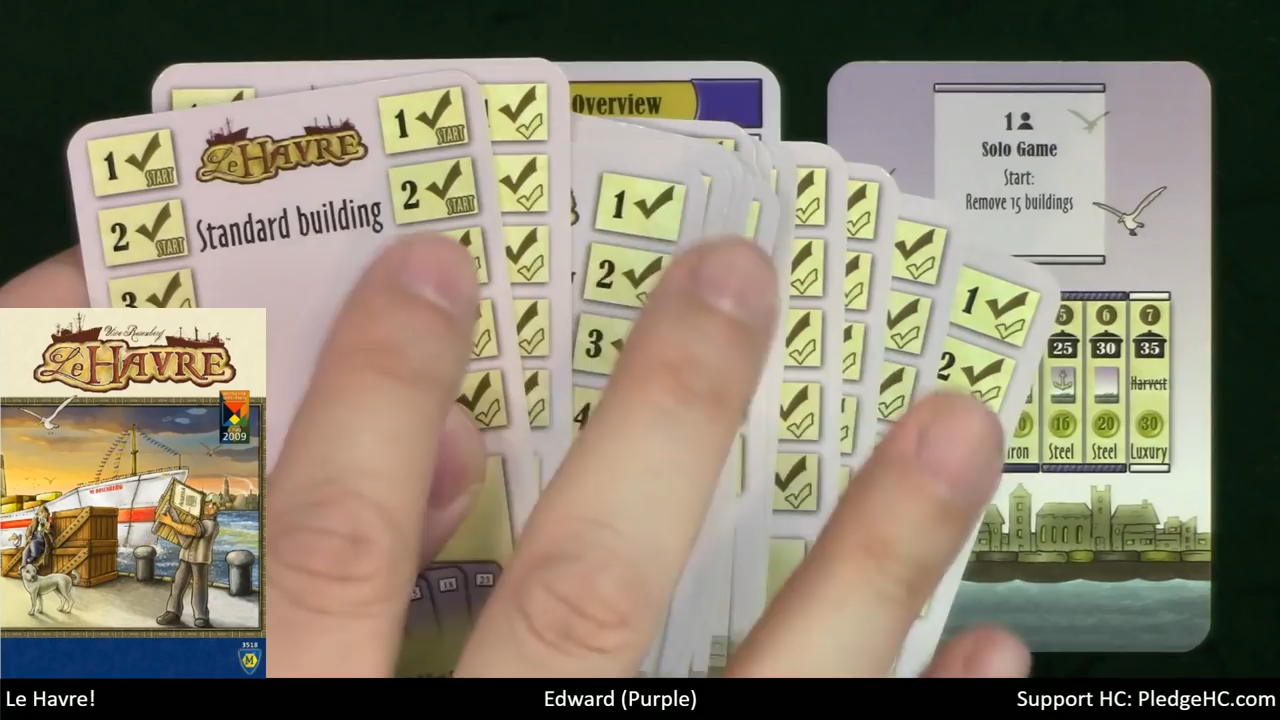 1 START
2 START
3
Le HAVRE
1 START
2 START
Standard building
Overview
1
2
3
4
1
2
1
Solo Game
Start:
Remove 15 buildings
5 6 7
25 30 35
Harvest
16 20 30
Steel Steel Luxury
Uwe Rosenberg
Le HAVRE
2009
3518
M
Le Havre!
Edward (Purple)
Support HC: PledgeHC.com